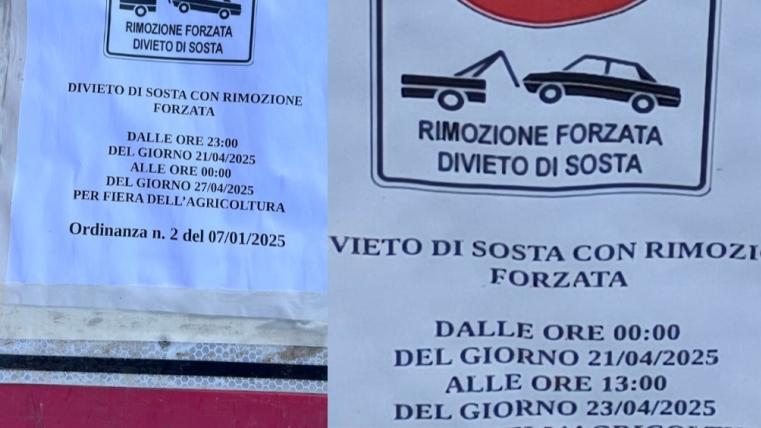 RIMOZIONE FORZATA
DIVIETO DI SOSTA
DIVIETO DI SOSTA CON RIMOZIONE
FORZATA
DALLE ORE 23:00
DEL GIORNO 21/04/2025
ALLE ORE 00:00
DEL GIORNO 27/04/2025
PER FIERA DELL'AGRICOLTURA
Ordinanza n. 2 del 07/01/2025
RIMOZIONE FORZATA
DIVIETO DI SOSTA
VIETO DI SOSTA CON RIMOZI
FORZATA
DALLE ORE 00:00
DEL GIORNO 21/04/2025
ALLE ORE 13:00
DEL GIORNO 23/04/2025